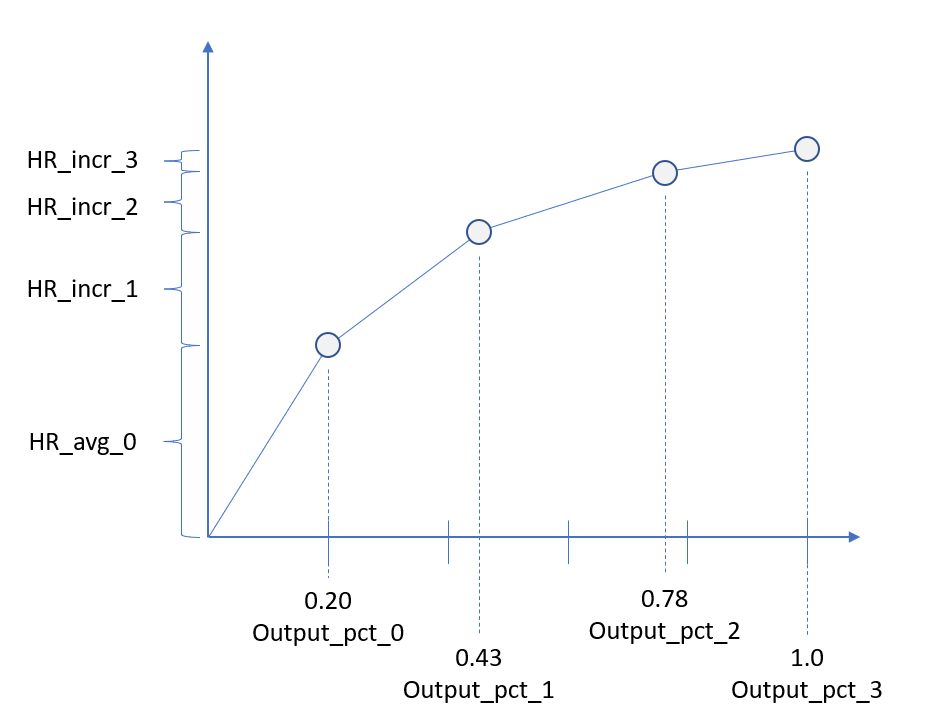 HR_incr_3
HR_incr_2
HR_incr_1
HR_avg_0
0.20
Output_pct_0
0.43
Output_pct_1
0.78
Output_pct_2
1.0
Output_pct_3